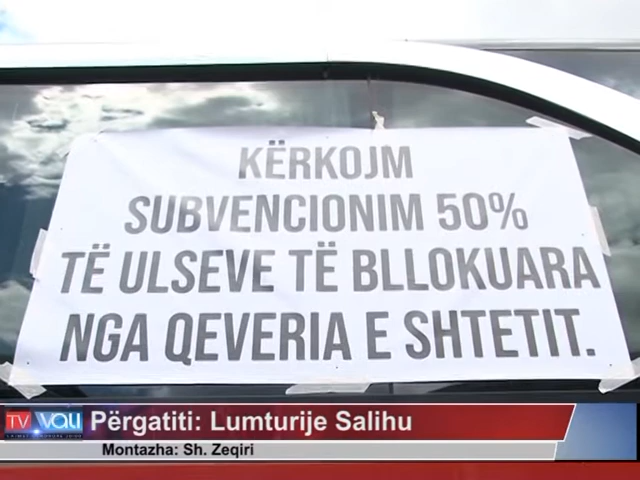 KËRKOJM
SUBVENCIONIM 50%
TË ULSEVE TË BLLOKUARA
NGA QEVERIA E SHTETIT.
TV VALI
Përgatiti: Lumturije Salihu
Montazha: Sh. Zeqiri